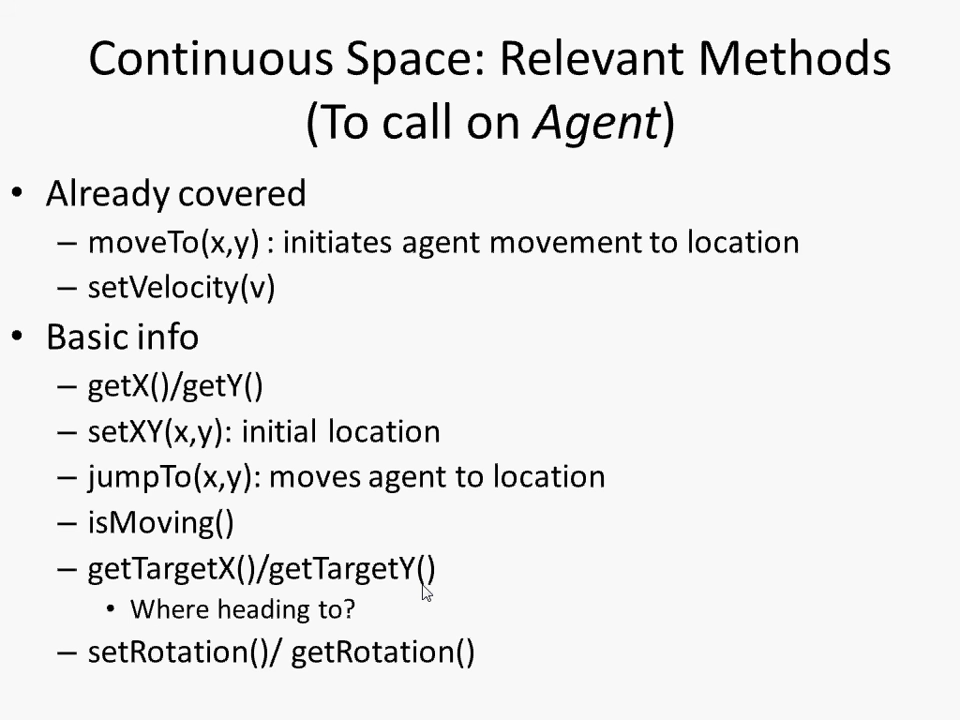 Continuous Space: Relevant Methods
(To call on Agent)
• Already covered
– moveTo(x,y) : initiates agent movement to location
– setVelocity(v)
• Basic info
– getX()/getY()
– setXY(x,y): initial location
– jumpTo(x,y): moves agent to location
– isMoving()
– getTargetX()/getTargetY()
• Where heading to?
– setRotation()/ getRotation()